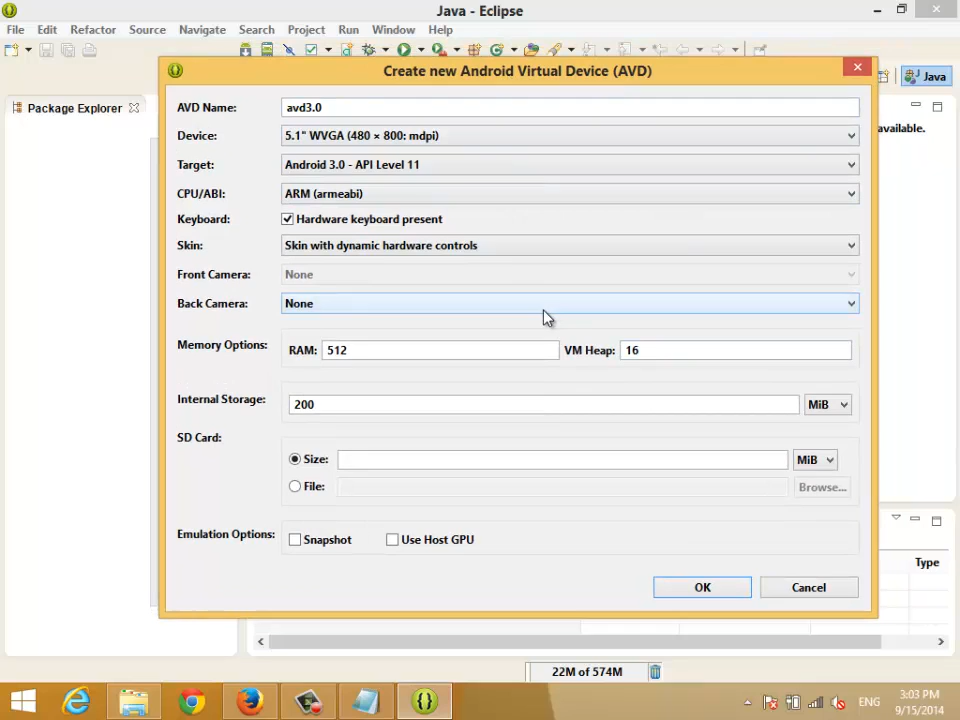 Java - Eclipse
File Edit Refactor Source Navigate Search Project Run Window Help
Java
Package Explorer
available.
Create new Android Virtual Device (AVD)
AVD Name: avd3.0
Device: 5.1" WVGA (480 × 800: mdpi)
Target: Android 3.0 - API Level 11
CPU/ABI: ARM (armeabi)
Keyboard: Hardware keyboard present
Skin: Skin with dynamic hardware controls
Front Camera: None
Back Camera: None
Memory Options: RAM: 512 VM Heap: 16
Internal Storage: 200 MiB
SD Card:
Size: MiB
File: Browse...
Emulation Options: Snapshot Use Host GPU
OK Cancel
Type
22M of 574M
ENG
3:03 PM
9/15/2014